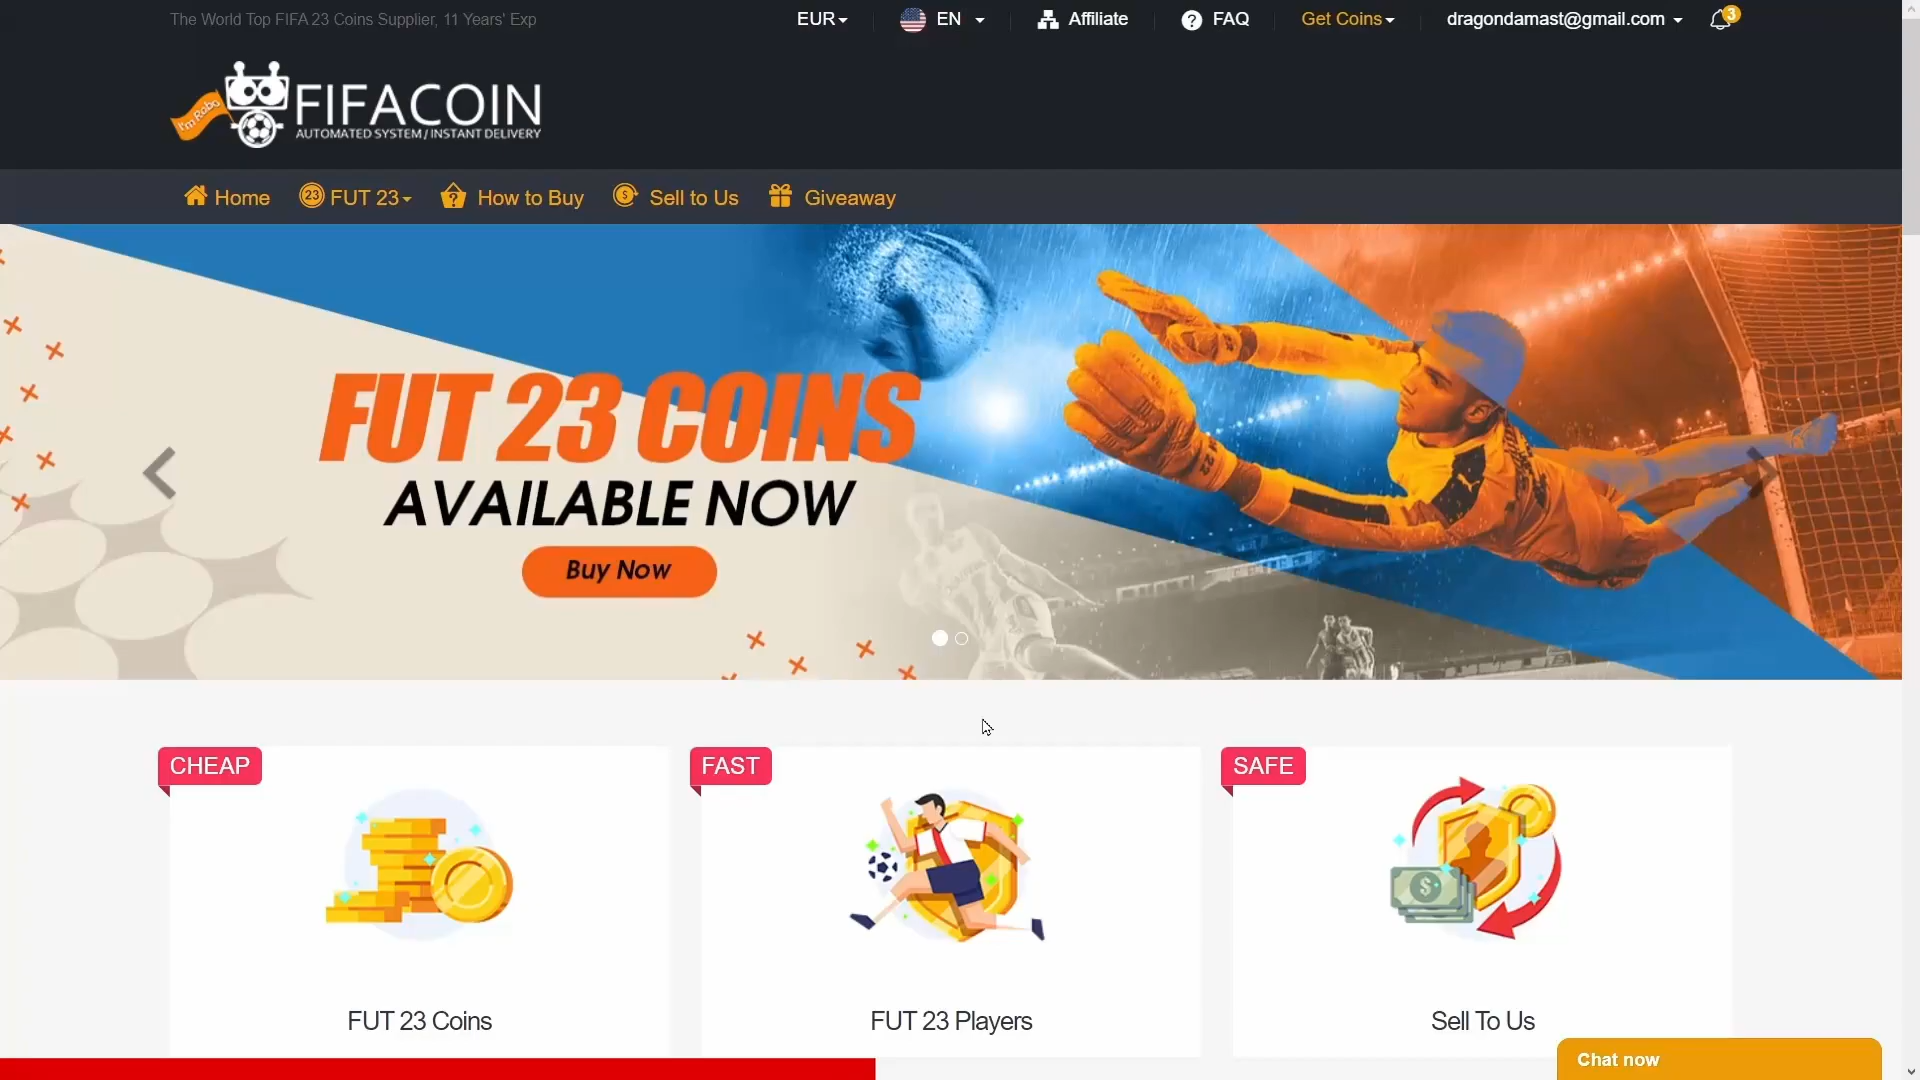 The World Top FIFA 23 Coins Supplier, 11 Years' Exp
EUR
EN
Affiliate
FAQ
Get Coins
dragondamast@gmail.com
3
I'm Robo
FIFACOIN
AUTOMATED SYSTEM / INSTANT DELIVERY
Home
23 FUT 23
How to Buy
Sell to Us
Giveaway
FUT 23 COINS
AVAILABLE NOW
Buy Now
CHEAP
FAST
SAFE
FUT 23 Coins
FUT 23 Players
Sell To Us
Chat now